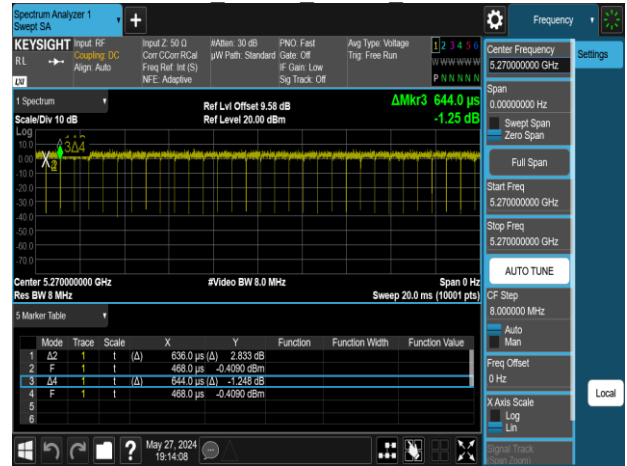 Spectrum Analyzer 1
Swept SA
+
Frequency
KEYSIGHT
RL
LXI
Input: RF
Coupling: DC
Align: Auto
Input Z: 50 Ω
Corr CCorr RCal
Freq Ref: Int (S)
NFE: Adaptive
#Atten: 30 dB
µW Path: Standard
PNO: Fast
Gate: Off
IF Gain: Low
Sig Track: Off
Avg Type: Voltage
Trig: Free Run
1 2 3 4 5 6
W W W W W W
P N N N N N
1 Spectrum
Scale/Div 10 dB
Ref Lvl Offset 9.58 dB
Ref Level 20.00 dBm
ΔMkr3 644.0 µs
-1.25 dB
Log
10.0
0.00
-10.0
-20.0
-30.0
-40.0
-50.0
-60.0
-70.0
3Δ4
Center 5.270000000 GHz
Res BW 8 MHz
#Video BW 8.0 MHz
Span 0 Hz
Sweep 20.0 ms (10001 pts)
5 Marker Table
Mode Trace Scale X Y Function Function Width Function Value
1 Δ2 1 t (Δ) 636.0 µs (Δ) 2.833 dB
2 F 1 t 468.0 µs -0.4090 dBm
3 Δ4 1 t (Δ) 644.0 µs (Δ) -1.248 dB
4 F 1 t 468.0 µs -0.4090 dBm
5
6
?
May 27, 2024
19:14:08
Center Frequency
5.270000000 GHz
Settings
Span
0.00000000 Hz
Swept Span
Zero Span
Full Span
Start Freq
5.270000000 GHz
Stop Freq
5.270000000 GHz
AUTO TUNE
CF Step
8.000000 MHz
Auto
Man
Freq Offset
0 Hz
X Axis Scale
Log
Lin
Local
Signal Track
(Span Zoom)